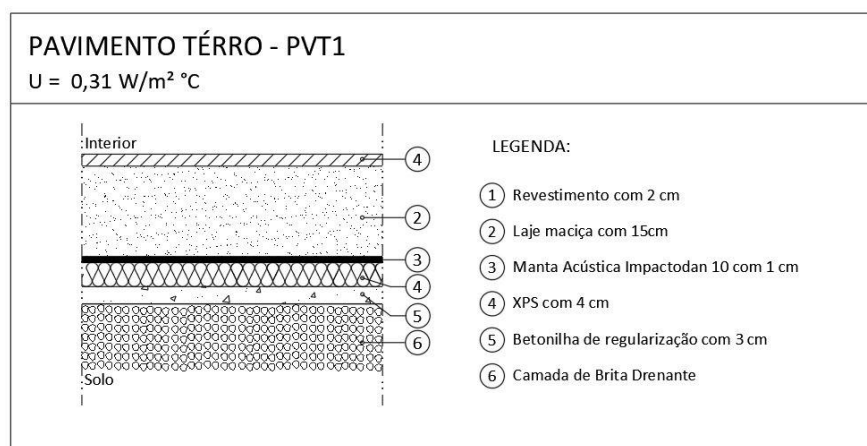 PAVIMENTO TÉRRO - PVT1
U = 0,31 W/m² °C
Interior
4
2
3
4
5
6
Solo
LEGENDA:
1 Revestimento com 2 cm
2 Laje maciça com 15cm
3 Manta Acústica Impactodan 10 com 1 cm
4 XPS com 4 cm
5 Betonilha de regularização com 3 cm
6 Camada de Brita Drenante